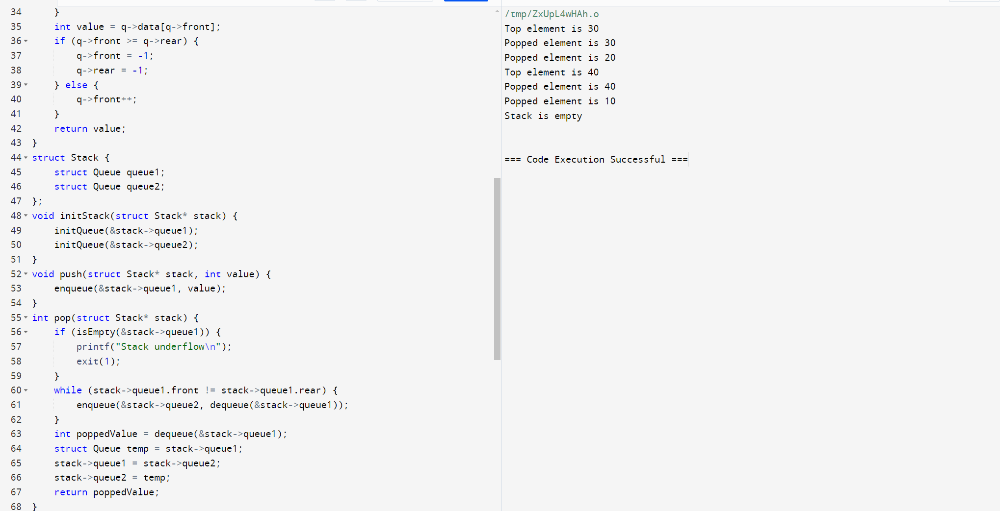 34 }
35 int value = q->data[q->front];
36 if (q->front >= q->rear) {
37 q->front = -1;
38 q->rear = -1;
39 } else {
40 q->front++;
41 }
42 return value;
43 }
44 struct Stack {
45 struct Queue queue1;
46 struct Queue queue2;
47 };
48 void initStack(struct Stack* stack) {
49 initQueue(&stack->queue1);
50 initQueue(&stack->queue2);
51 }
52 void push(struct Stack* stack, int value) {
53 enqueue(&stack->queue1, value);
54 }
55 int pop(struct Stack* stack) {
56 if (isEmpty(&stack->queue1)) {
57 printf("Stack underflow\n");
58 exit(1);
59 }
60 while (stack->queue1.front != stack->queue1.rear) {
61 enqueue(&stack->queue2, dequeue(&stack->queue1));
62 }
63 int poppedValue = dequeue(&stack->queue1);
64 struct Queue temp = stack->queue1;
65 stack->queue1 = stack->queue2;
66 stack->queue2 = temp;
67 return poppedValue;
68 }
/tmp/ZxUpL4wHAh.o
Top element is 30
Popped element is 30
Popped element is 20
Top element is 40
Popped element is 40
Popped element is 10
Stack is empty
=== Code Execution Successful ===